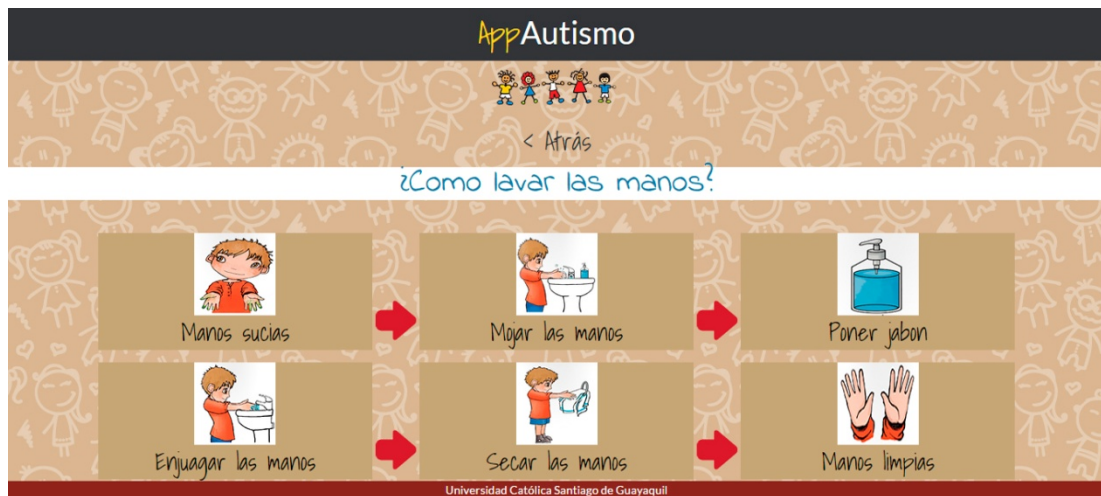 AppAutismo
< Atrás
¿Como lavar las manos?
Manos sucias
Mojar las manos
Poner jabon
Enjuagar las manos
Secar las manos
Manos limpias
Universidad Católica Santiago de Guayaquil